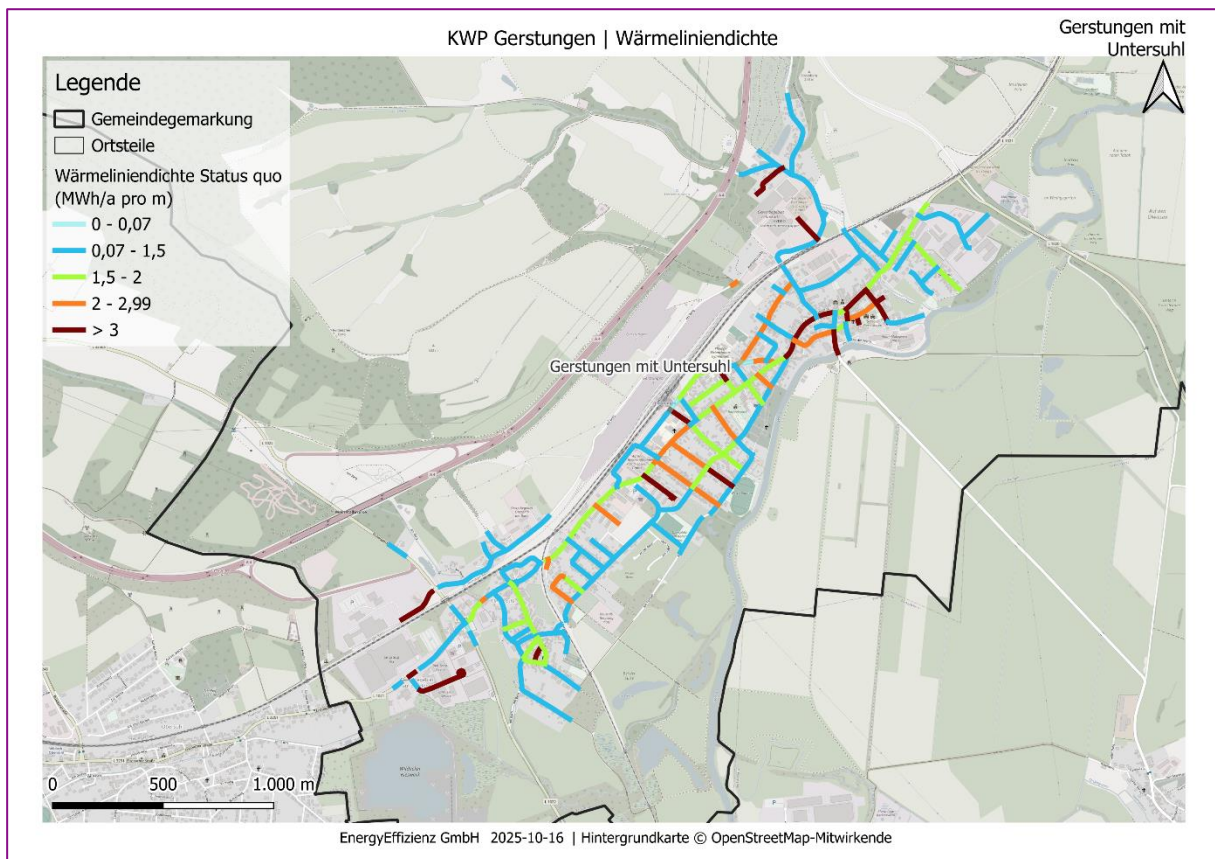 KWP Gerstungen | Wärmeliniendichte
Gerstungen mit
Untersuhl
Legende
Gemeindegemarkung
Ortsteile
Wärmeliniendichte Status quo
(MWh/a pro m)
0 - 0,07
0,07 - 1,5
1,5 - 2
2 - 2,99
> 3
Gerstungen mit Untersuhl
0 500 1.000 m
EnergyEffizienz GmbH 2025-10-16 | Hintergrundkarte © OpenStreetMap-Mitwirkende